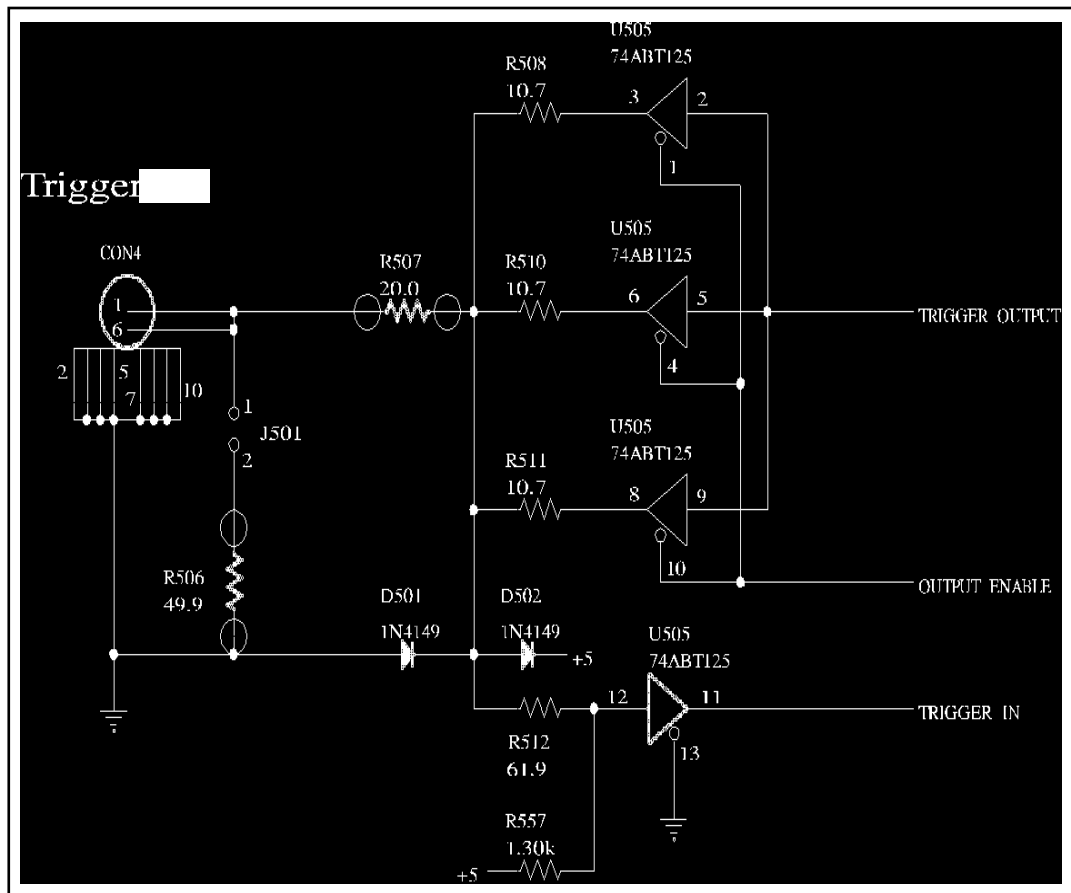 U505
74ABT125
R508
10.7
3
2
1
Trigger
CON4
1
6
2
5
7
10
R507
20.0
R510
10.7
U505
74ABT125
6
5
4
TRIGGER OUTPUT
1
J501
2
R511
10.7
U505
74ABT125
8
9
10
OUTPUT ENABLE
R506
49.9
D501
1N4149
D502
1N4149
+5
U505
74ABT125
12
11
13
TRIGGER IN
R512
61.9
R557
1.30k
+5